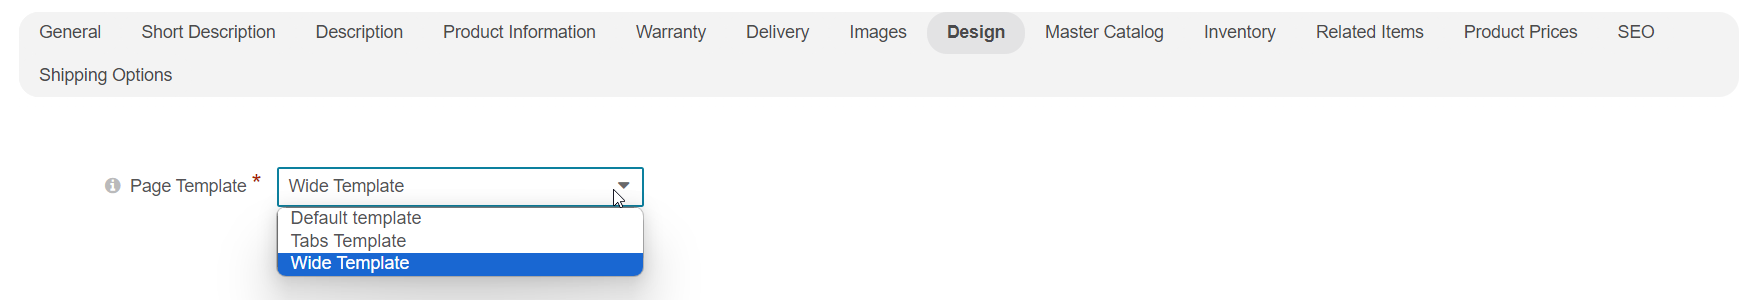 General Short Description Description Product Information Warranty Delivery Images Design Master Catalog Inventory Related Items Product Prices SEO
Shipping Options
Page Template * Wide Template
Default template
Tabs Template
Wide Template